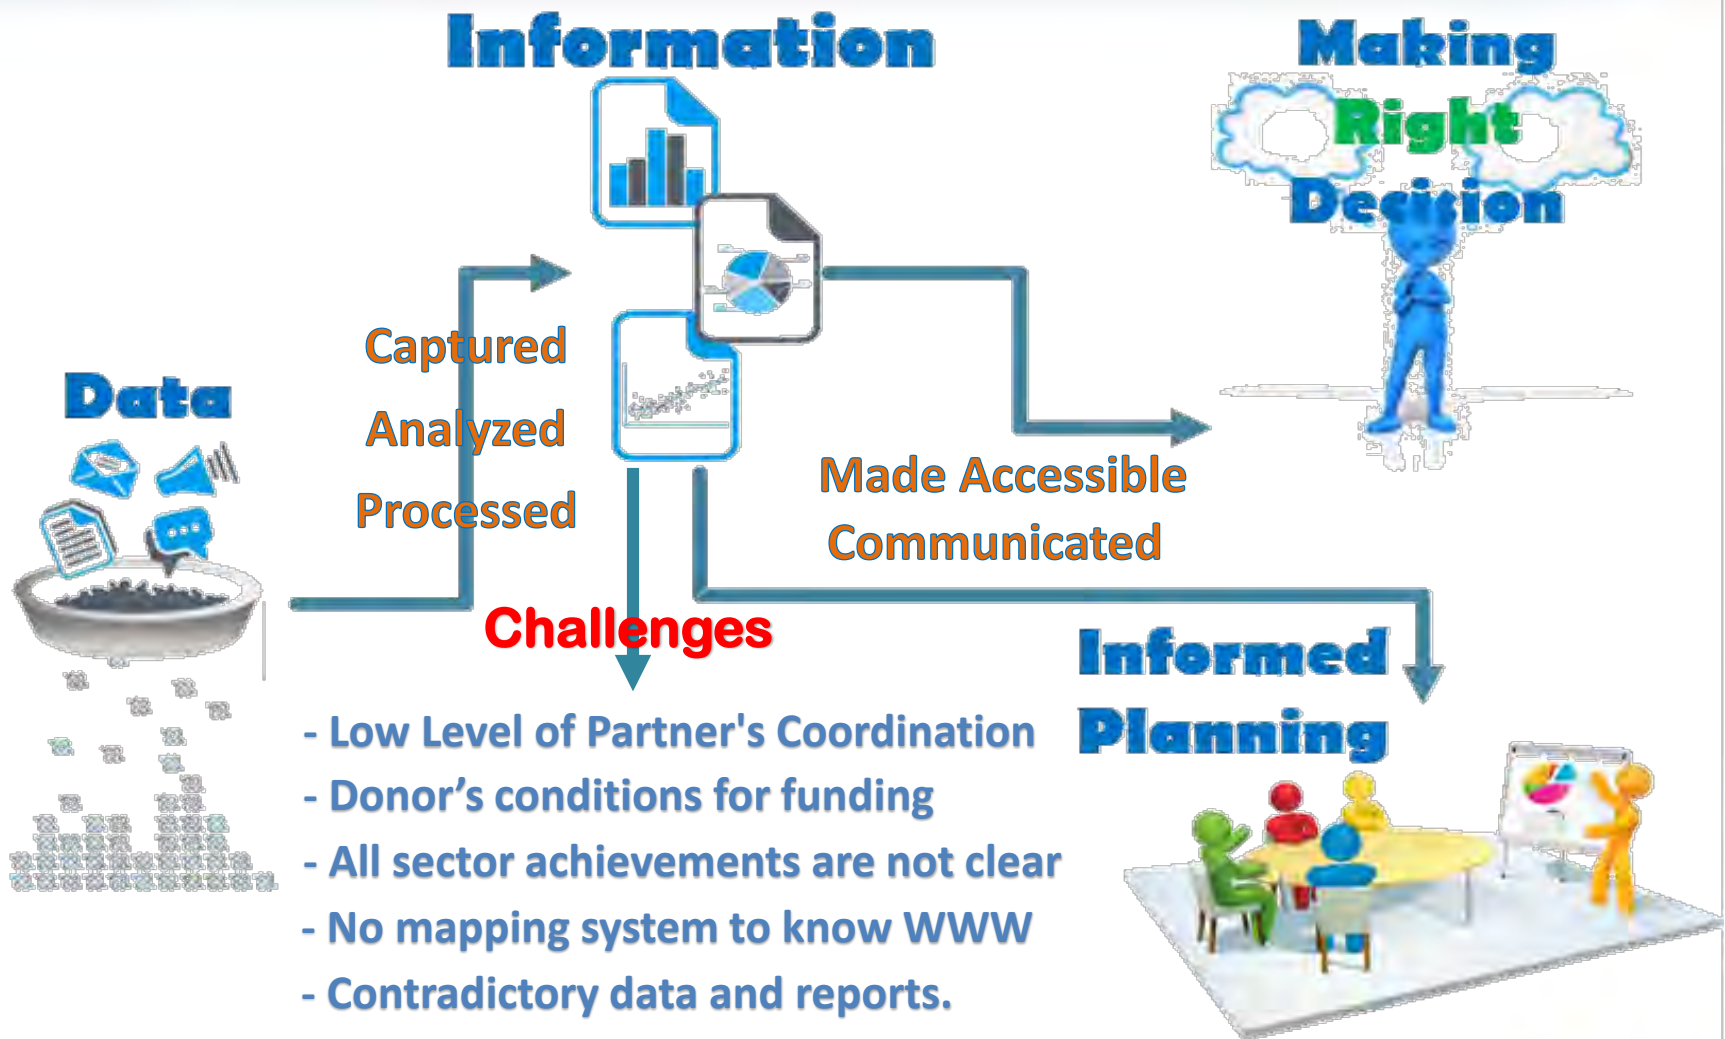 Information
Making
Right
Decision
Captured
Analyzed
Processed
Data
Made Accessible
Communicated
Challenges
Informed
Planning
- Low Level of Partner's Coordination
- Donor’s conditions for funding
- All sector achievements are not clear
- No mapping system to know WWW
- Contradictory data and reports.